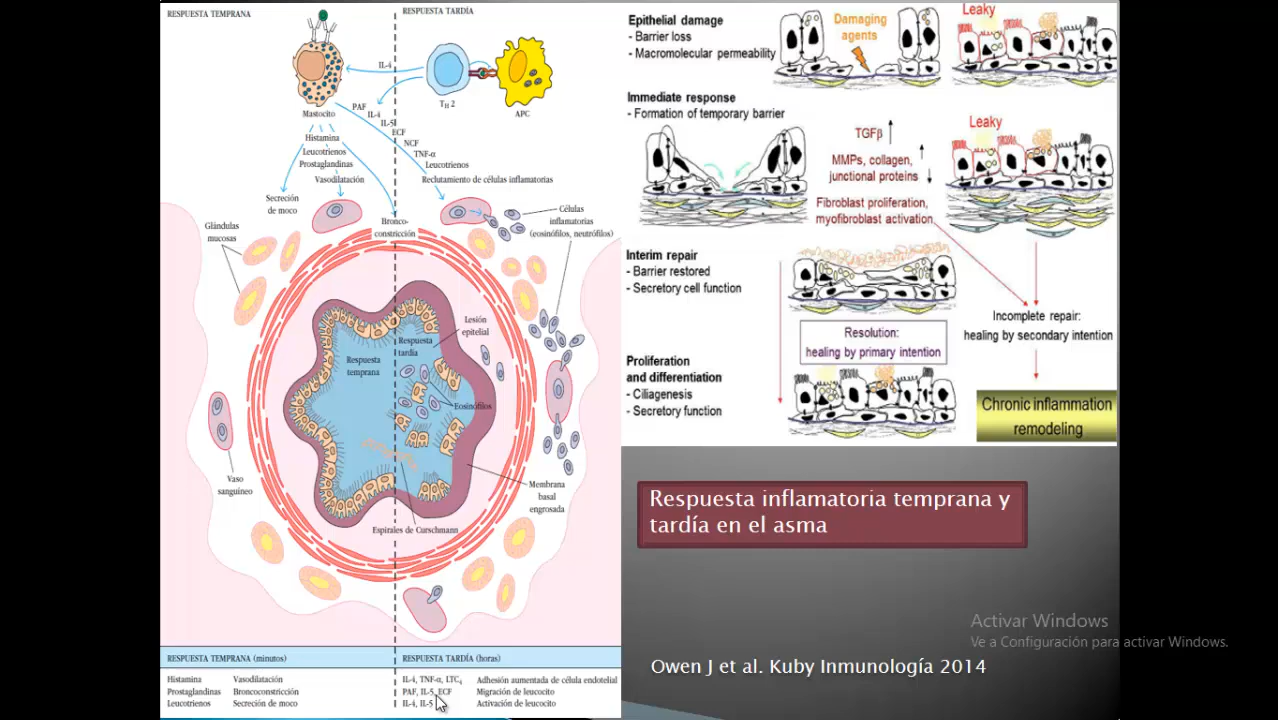 RESPUESTA TEMPRANA
RESPUESTA TARDÍA
IL-4
TH 2
APC
Mastocito
PAF
IL-4
IL-5
ECF
NCF
TNF-α
Leucotrienos
Reclutamiento de células inflamatorias
Histamina
Leucotrienos
Prostaglandinas
Vasodilatación
Secreción
de moco
Bronco-
constricción
Glándulas
mucosas
Células
inflamatorias
(eosinófilos, neutrófilos)
Lesión
epitelial
Respuesta
temprana
Respuesta
tardía
Eosinófilos
Vaso
sanguíneo
Membrana
basal
engrosada
Espirales de Curschmann
RESPUESTA TEMPRANA (minutos)
Histamina Vasodilatación
Prostaglandinas Broncoconstricción
Leucotrienos Secreción de moco
RESPUESTA TARDÍA (horas)
IL-4, TNF-α, LTC4 Adhesión aumentada de célula endotelial
PAF, IL-5, ECF Migración de leucocito
IL-4, IL-5 Activación de leucocito
Epithelial damage
- Barrier loss
- Macromolecular permeability
Damaging
agents
Leaky
Immediate response
- Formation of temporary barrier
TGFβ
MMPs, collagen,
junctional proteins
Fibroblast proliferation,
myofibroblast activation
Leaky
Interim repair
- Barrier restored
- Secretory cell function
Resolution:
healing by primary intention
Incomplete repair:
healing by secondary intention
Proliferation
and differentiation
- Ciliagenesis
- Secretory function
Chronic inflammation
remodeling
Respuesta inflamatoria temprana y
tardía en el asma
Activar Windows
Ve a Configuración para activar Windows.
Owen J et al. Kuby Inmunología 2014